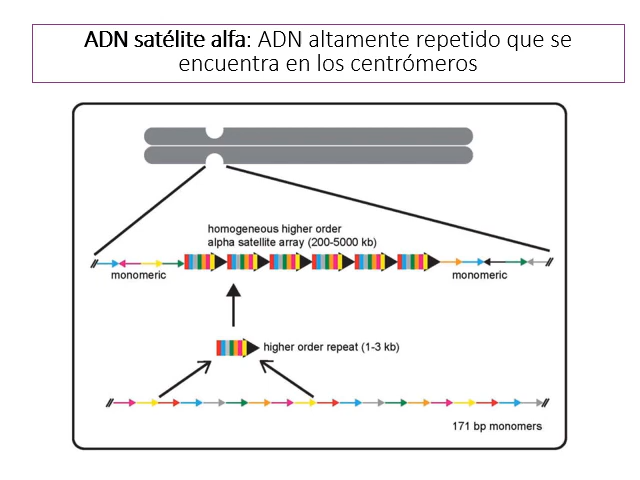 ADN satélite alfa: ADN altamente repetido que se
encuentra en los centrómeros
homogeneous higher order
alpha satellite array (200-5000 kb)
monomeric
monomeric
higher order repeat (1-3 kb)
171 bp monomers